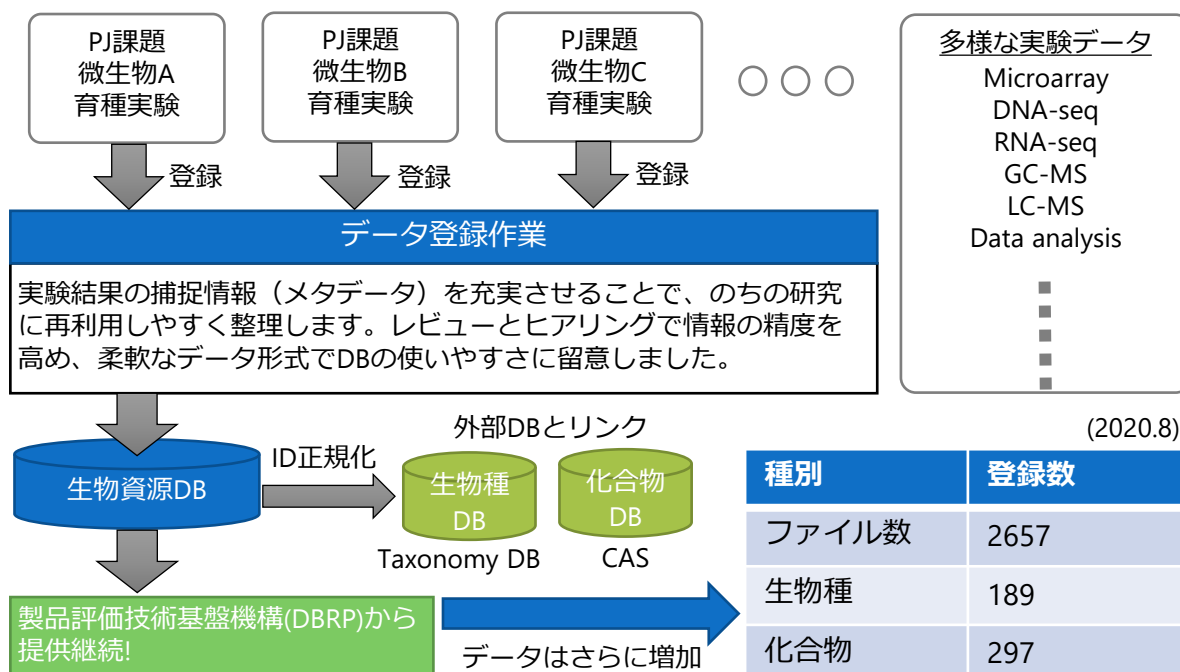 PJ課題
微生物A
育種実験
PJ課題
微生物B
育種実験
PJ課題
微生物C
育種実験
登録
登録
登録
多様な実験データ
Microarray
DNA-seq
RNA-seq
GC-MS
LC-MS
Data analysis
データ登録作業
実験結果の捕捉情報（メタデータ）を充実させることで、のちの研究
に再利用しやすく整理します。レビューとヒアリングで情報の精度を
高め、柔軟なデータ形式でDBの使いやすさに留意しました。
生物資源DB
ID正規化
外部DBとリンク
生物種
DB
化合物
DB
Taxonomy DB
CAS
製品評価技術基盤機構(DBRP)から
提供継続!
データはさらに増加
(2020.8)
種別 登録数
ファイル数 2657
生物種 189
化合物 297